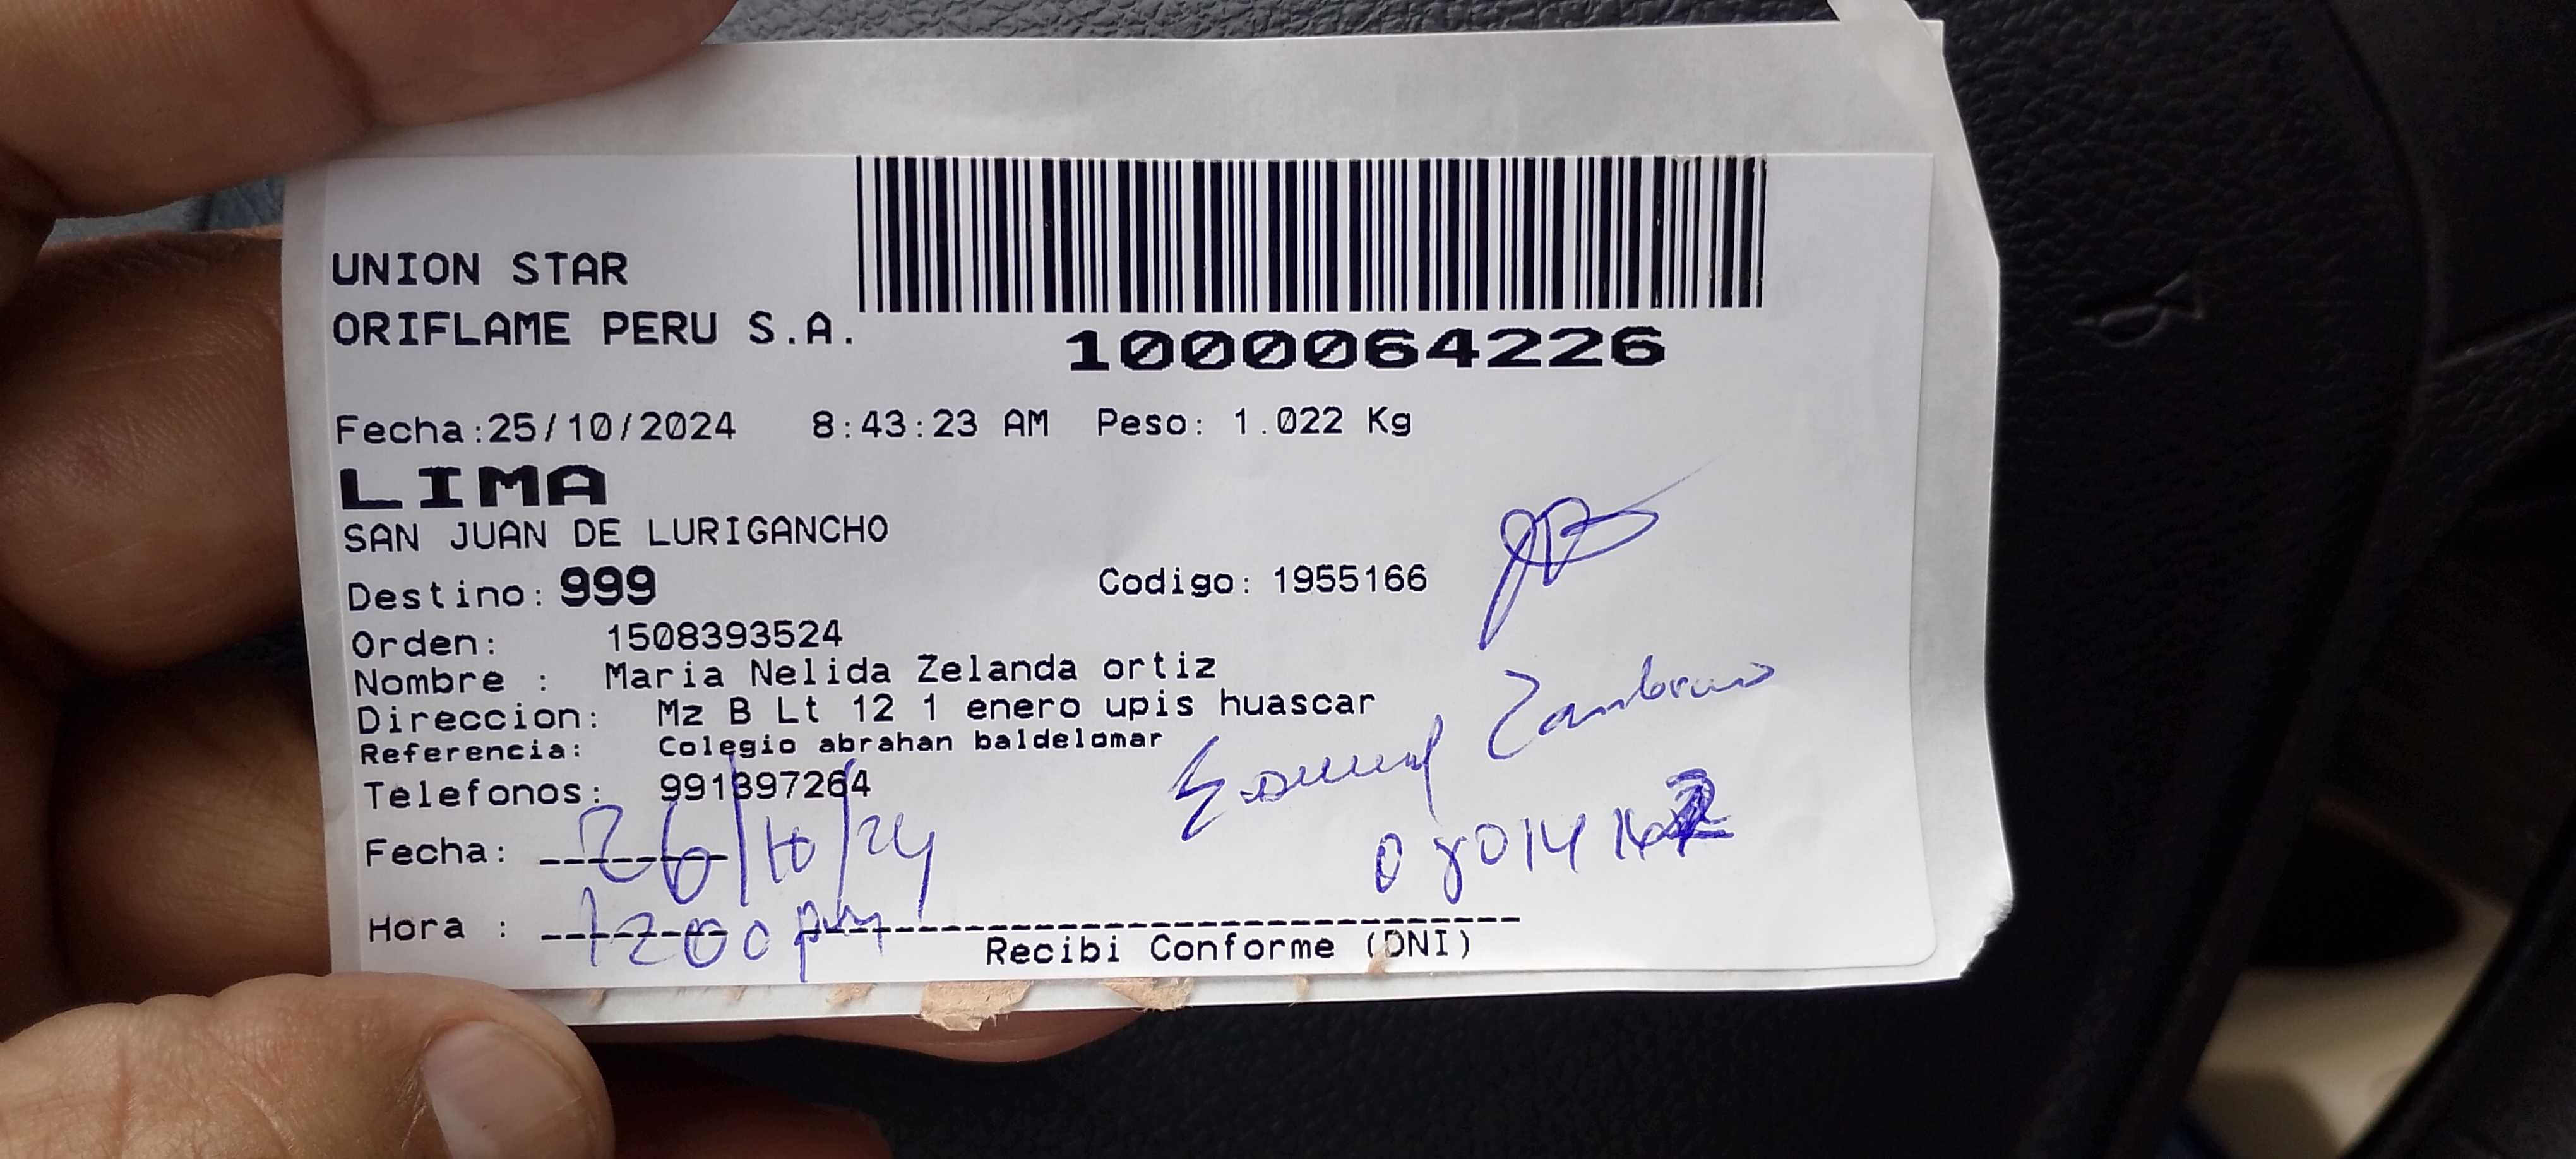 UNION STAR
ORIFLAME PERU S.A.
1000064226
Fecha:25/10/2024 8:43:23 AM Peso: 1.022 Kg
LIMA
SAN JUAN DE LURIGANCHO
Destino: 999 Codigo: 1955166
Orden: 1508393524
Nombre : Maria Nelida Zelanda ortiz
Direccion: Mz B Lt 12 1 enero upis huascar
Referencia: Colegio abrahan baldelomar
Telefonos: 991397264
Zambrano
Fecha: 26/10/24
Hora : 1200 pm
Recibi Conforme (DNI)